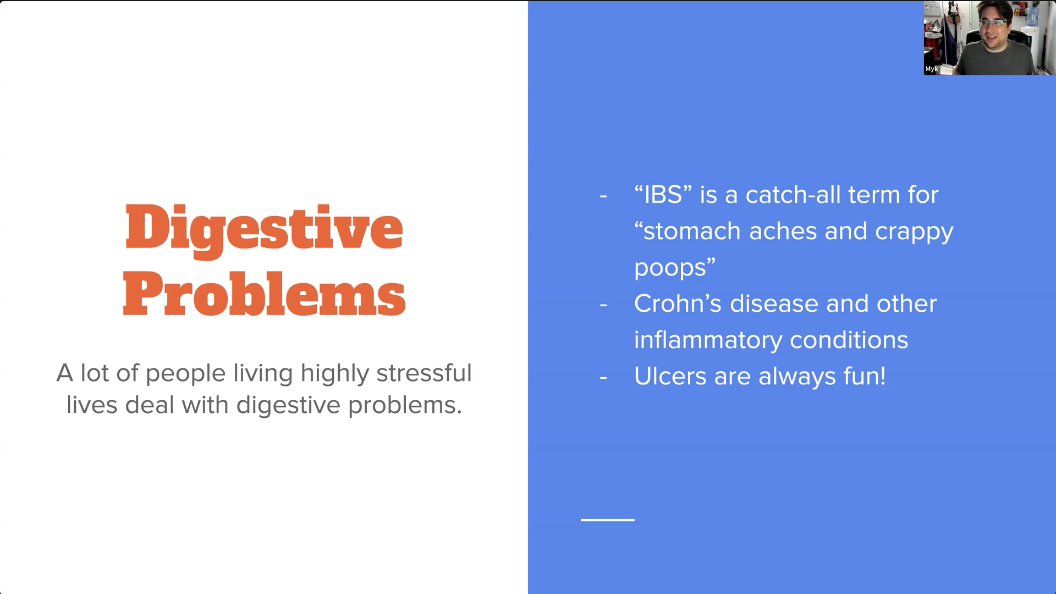 Digestive
Problems
A lot of people living highly stressful
lives deal with digestive problems.
- “IBS” is a catch-all term for
“stomach aches and crappy
poops”
- Crohn’s disease and other
inflammatory conditions
- Ulcers are always fun!